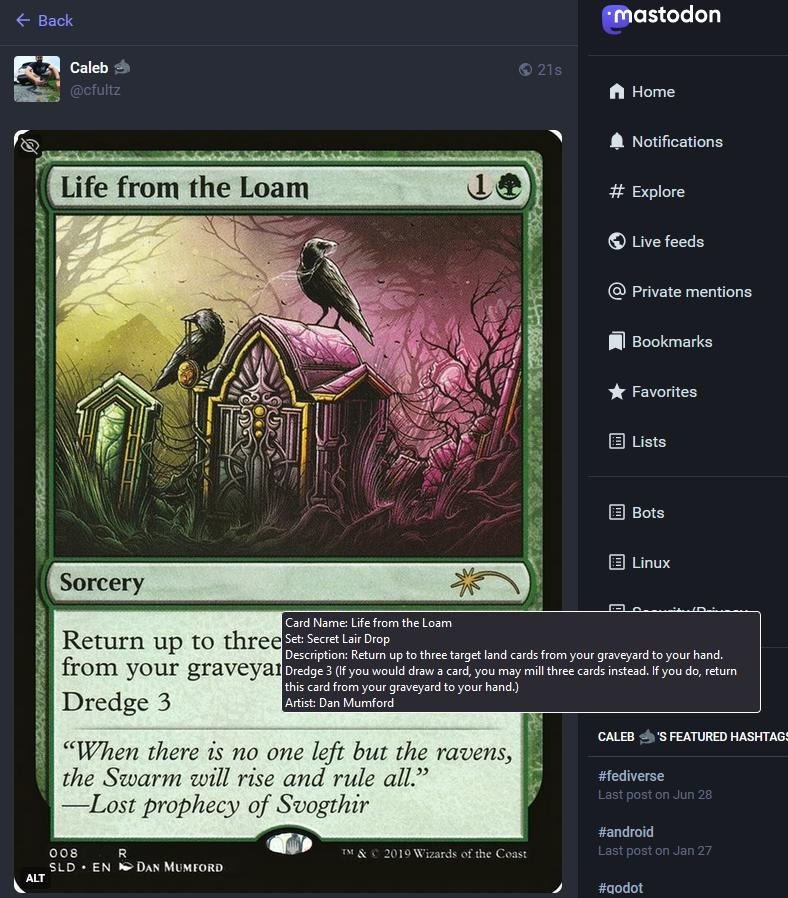 Back
Caleb
@cfultz
21s
Life from the Loam
1
Sorcery
Return up to three
from your
Dredge 3
"When there is no one left but the ravens,
the Swarm will rise and rule all."
—Lost prophecy of Svogthir
008 R
SLD • EN DAN MUMFORD
™ & © 2019 Wizards of the Coast
ALT
Card Name: Life from the Loam
Set: Secret Lair Drop
Description: Return up to three target land cards from your graveyard to your hand.
Dredge 3 (If you would draw a card, you may mill three cards instead. If you do, return
this card from your graveyard to your hand.)
Artist: Dan Mumford
mastodon
Home
Notifications
Explore
Live feeds
Private mentions
Bookmarks
Favorites
Lists
Bots
Linux
CALEB 'S FEATURED HASHTAGS
#fediverse
Last post on Jun 28
#android
Last post on Jan 27
#godot